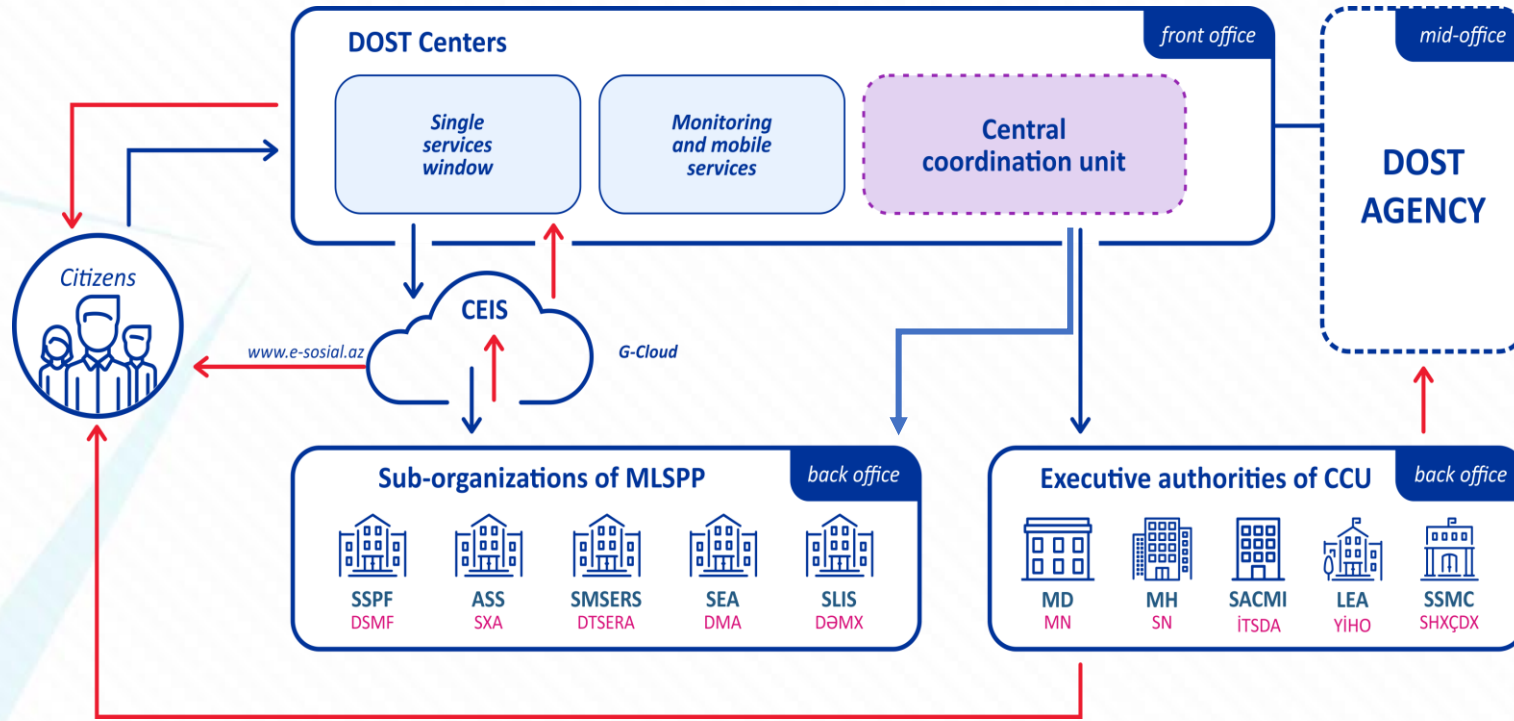 DOST Centers
front office
mid-office
Single
services
window
Monitoring
and mobile
services
Central
coordination unit
DOST
AGENCY
Citizens
CEIS
www.e-sosial.az
G-Cloud
Sub-organizations of MLSPP
back office
SSPF
DSMF
ASS
SXA
SMSERS
DTSERA
SEA
DMA
SLIS
DƏMX
Executive authorities of CCU
back office
MD
MN
MH
SN
SACMI
İTSDA
LEA
YİHO
SSMC
SHXÇDX